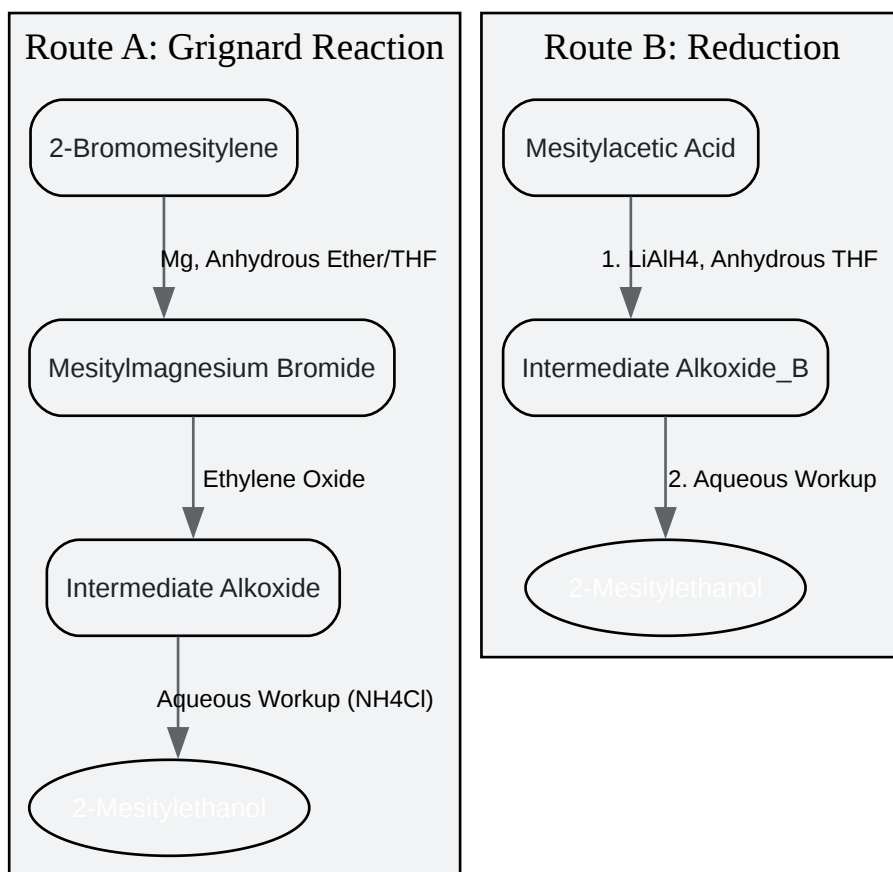 Route A: Grignard Reaction
2-Bromomesitylene
Mg, Anhydrous Ether/THF
Mesitylmagnesium Bromide
Ethylene Oxide
Intermediate Alkoxide
Aqueous Workup (NH4Cl)
2-Mesitylethanol
Route B: Reduction
Mesitylacetic Acid
1. LiAlH4, Anhydrous THF
Intermediate Alkoxide_B
2. Aqueous Workup
2-Mesitylethanol